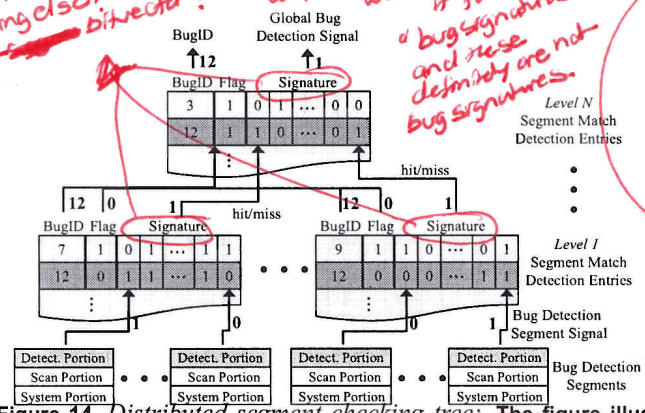 bitvector?
Global Bug
BugID
Detection Signal
12
1
"bug signatures"
and these
definitely are not
bug signatures.
BugID Flag Signature
3 1 0 1 ... 0 0
12 1 1 0 ... 0 1
Level N
Segment Match
Detection Entries
hit/miss
12 0 1 hit/miss 12 0 1
BugID Flag Signature
7 1 0 1 ... 1 1
12 0 1 1 ... 1 0
BugID Flag Signature
9 1 1 0 ... 0 1
12 0 1 0 ... 1 1
Level 1
Segment Match
Detection Entries
1 0 0 1
Bug Detection
Segment Signal
Detect. Portion
Scan Portion
System Portion
Detect. Portion
Scan Portion
System Portion
Detect. Portion
Scan Portion
System Portion
Detect. Portion
Scan Portion
System Portion
Bug Detection
Segments
Figure 14. Distributed segment checking tree: The figure illus